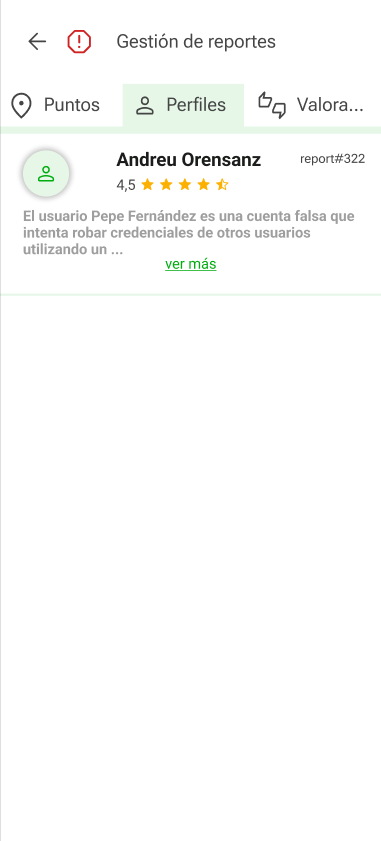 Gestión de reportes
Puntos
Perfiles
Valora...
Andreu Orensanz
report#322
4,5
El usuario Pepe Fernández es una cuenta falsa que
intenta robar credenciales de otros usuarios
utilizando un ...
ver más